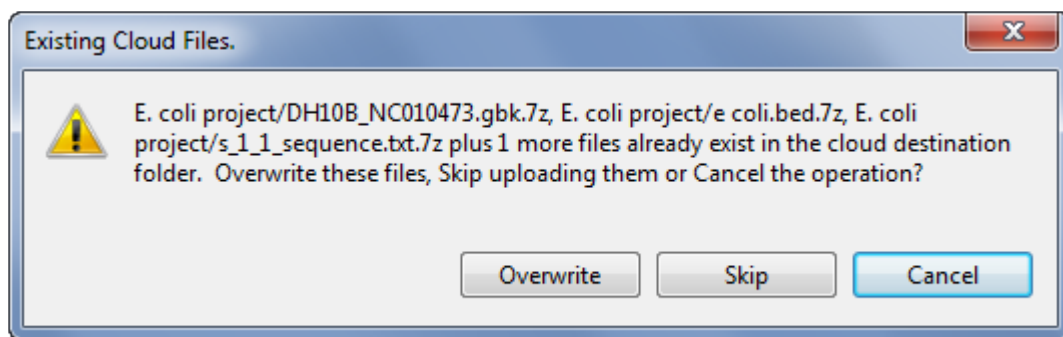 Existing Cloud Files.
E. coli project/DH10B_NC010473.gbk.7z, E. coli project/e coli.bed.7z, E. coli
project/s_1_1_sequence.txt.7z plus 1 more files already exist in the cloud destination
folder.  Overwrite these files, Skip uploading them or Cancel the operation?
Overwrite Skip Cancel